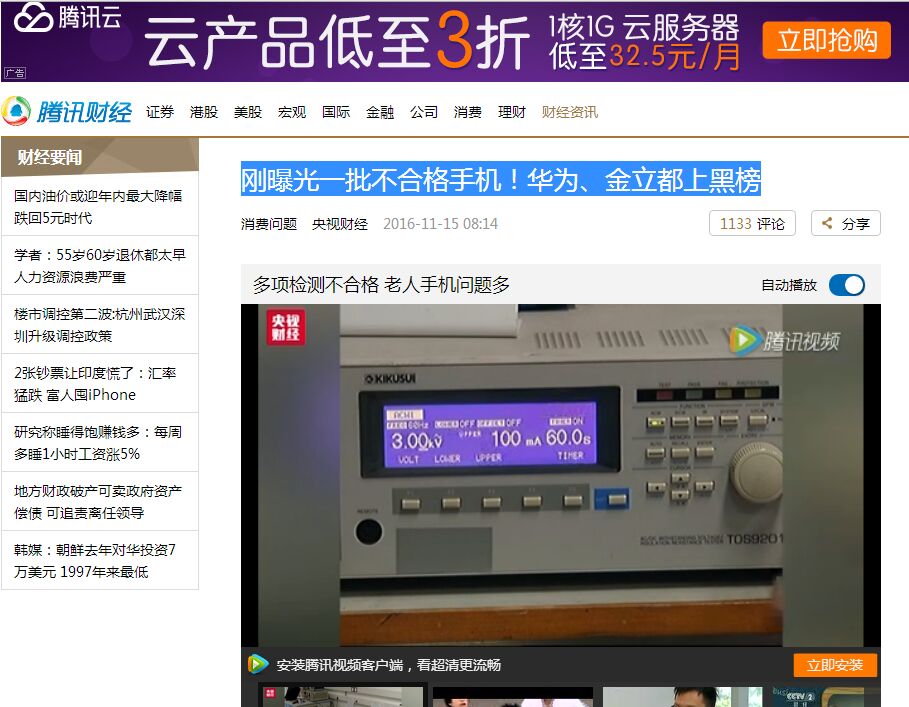 腾讯云
云产品低至3折
1核1G 云服务器
低至32.5元/月
立即抢购
广告
腾讯财经 证券 港股 美股 宏观 国际 金融 公司 消费 理财 财经资讯
财经要闻
国内油价或迎年内最大降幅
跌回5元时代
学者：55岁60岁退休都太早
人力资源浪费严重
楼市调控第二波:杭州武汉深
圳升级调控政策
2张钞票让印度慌了：汇率
猛跌 富人囤iPhone
研究称睡得饱赚钱多：每周
多睡1小时工资涨5%
地方财政破产可卖政府资产
偿债 可追责离任领导
韩媒：朝鲜去年对华投资7
万美元 1997年来最低
刚曝光一批不合格手机！华为、金立都上黑榜
消费问题 央视财经 2016-11-15 08:14
1133 评论
分享
多项检测不合格 老人手机问题多
自动播放
央视
财经
腾讯视频
KIKUSUI
ACW
FREQ 60Hz LOWER OFF OFFSET OFF TIMER ON
3.00kV UPPER 100 mA 60.0s
VOLT LOWER UPPER TIMER
REMOTE
TOS9201
安装腾讯视频客户端，看超清更流畅
立即安装
CCTV 2